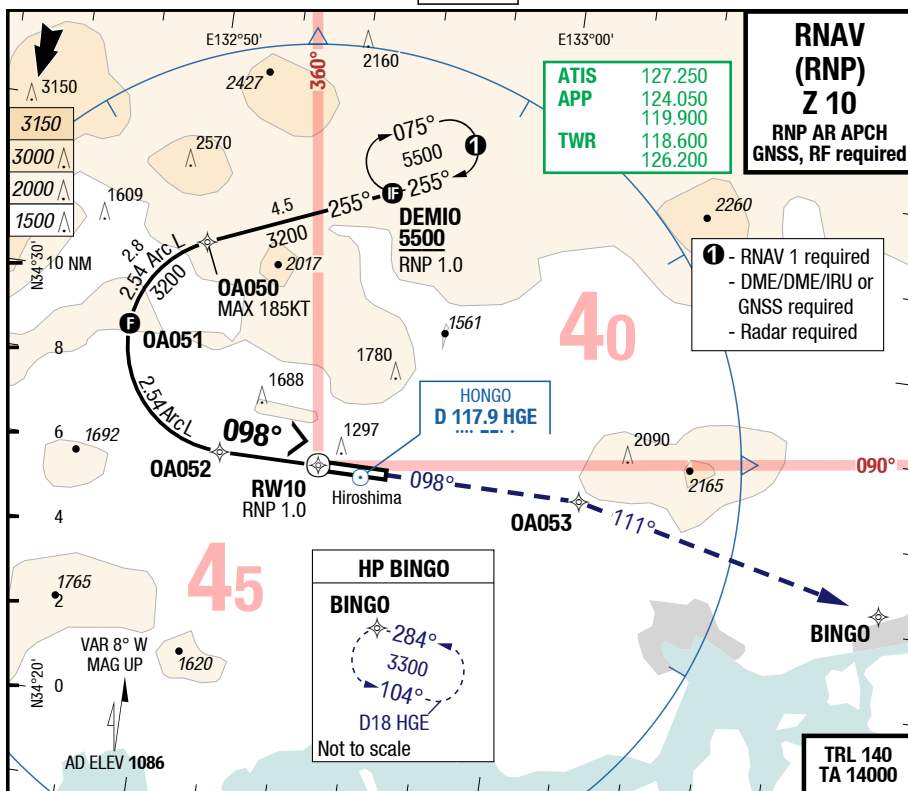 RNAV
(RNP)
Z 10
RNP AR APCH
GNSS, RF required
E132°50'
E133°00'
360°
2160
3150
2427
ATIS 127.250
APP 124.050
119.900
TWR 118.600
126.200
3150
3000
2000
1500
2570
1609
075°
5500
1
255°
IF
255°
4.5
3200
DEMIO
5500
RNP 1.0
2260
1 - RNAV 1 required
- DME/DME/IRU or
GNSS required
- Radar required
N34°30'
10 NM
2.8
2.54 Arc L
3200
2017
OA050
MAX 185KT
F
OA051
1561
40
8
1780
2.54 Arc L
1688
HONGO
D 117.9 HGE
098°
1297
6
1692
OA052
2090
090°
RW10
RNP 1.0
Hiroshima
098°
2165
OA053
111°
4
45
HP BINGO
BINGO
284°
3300
104°
D18 HGE
Not to scale
1765
2
BINGO
VAR 8° W
MAG UP
1620
N34°20'
0
AD ELEV 1086
TRL 140
TA 14000